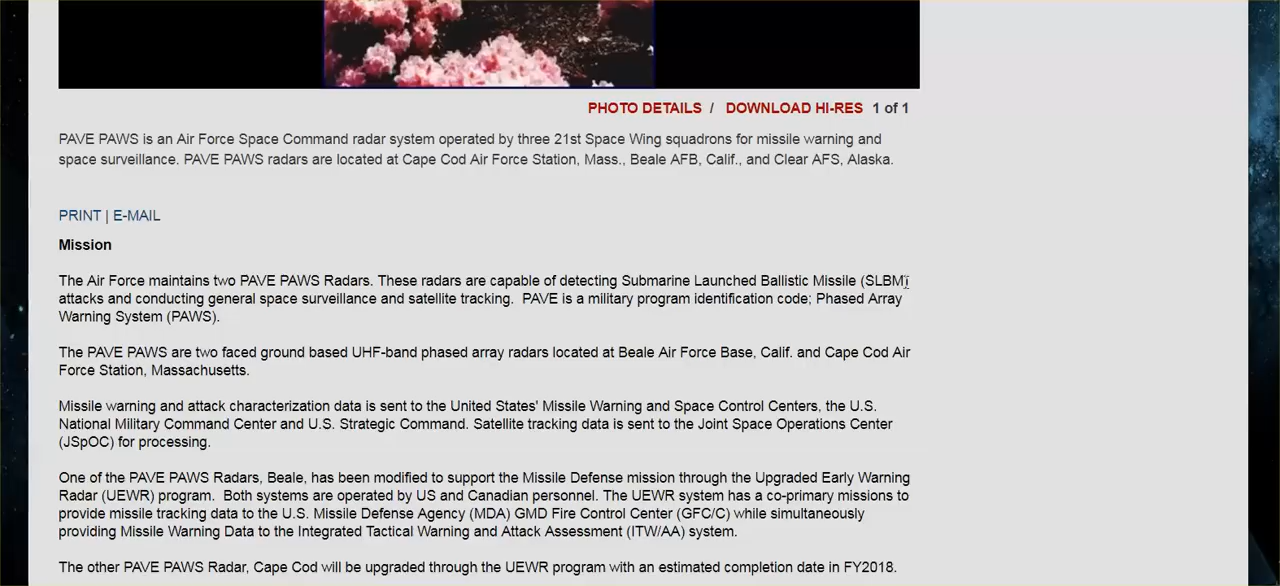 PHOTO DETAILS / DOWNLOAD HI-RES 1 of 1
PAVE PAWS is an Air Force Space Command radar system operated by three 21st Space Wing squadrons for missile warning and
space surveillance. PAVE PAWS radars are located at Cape Cod Air Force Station, Mass., Beale AFB, Calif., and Clear AFS, Alaska.
PRINT | E-MAIL
Mission
The Air Force maintains two PAVE PAWS Radars. These radars are capable of detecting Submarine Launched Ballistic Missile (SLBM)
attacks and conducting general space surveillance and satellite tracking.  PAVE is a military program identification code; Phased Array
Warning System (PAWS).
The PAVE PAWS are two faced ground based UHF-band phased array radars located at Beale Air Force Base, Calif. and Cape Cod Air
Force Station, Massachusetts.
Missile warning and attack characterization data is sent to the United States' Missile Warning and Space Control Centers, the U.S.
National Military Command Center and U.S. Strategic Command. Satellite tracking data is sent to the Joint Space Operations Center
(JSpOC) for processing.
One of the PAVE PAWS Radars, Beale, has been modified to support the Missile Defense mission through the Upgraded Early Warning
Radar (UEWR) program.  Both systems are operated by US and Canadian personnel. The UEWR system has a co-primary missions to
provide missile tracking data to the U.S. Missile Defense Agency (MDA) GMD Fire Control Center (GFC/C) while simultaneously
providing Missile Warning Data to the Integrated Tactical Warning and Attack Assessment (ITW/AA) system.
The other PAVE PAWS Radar, Cape Cod will be upgraded through the UEWR program with an estimated completion date in FY2018.